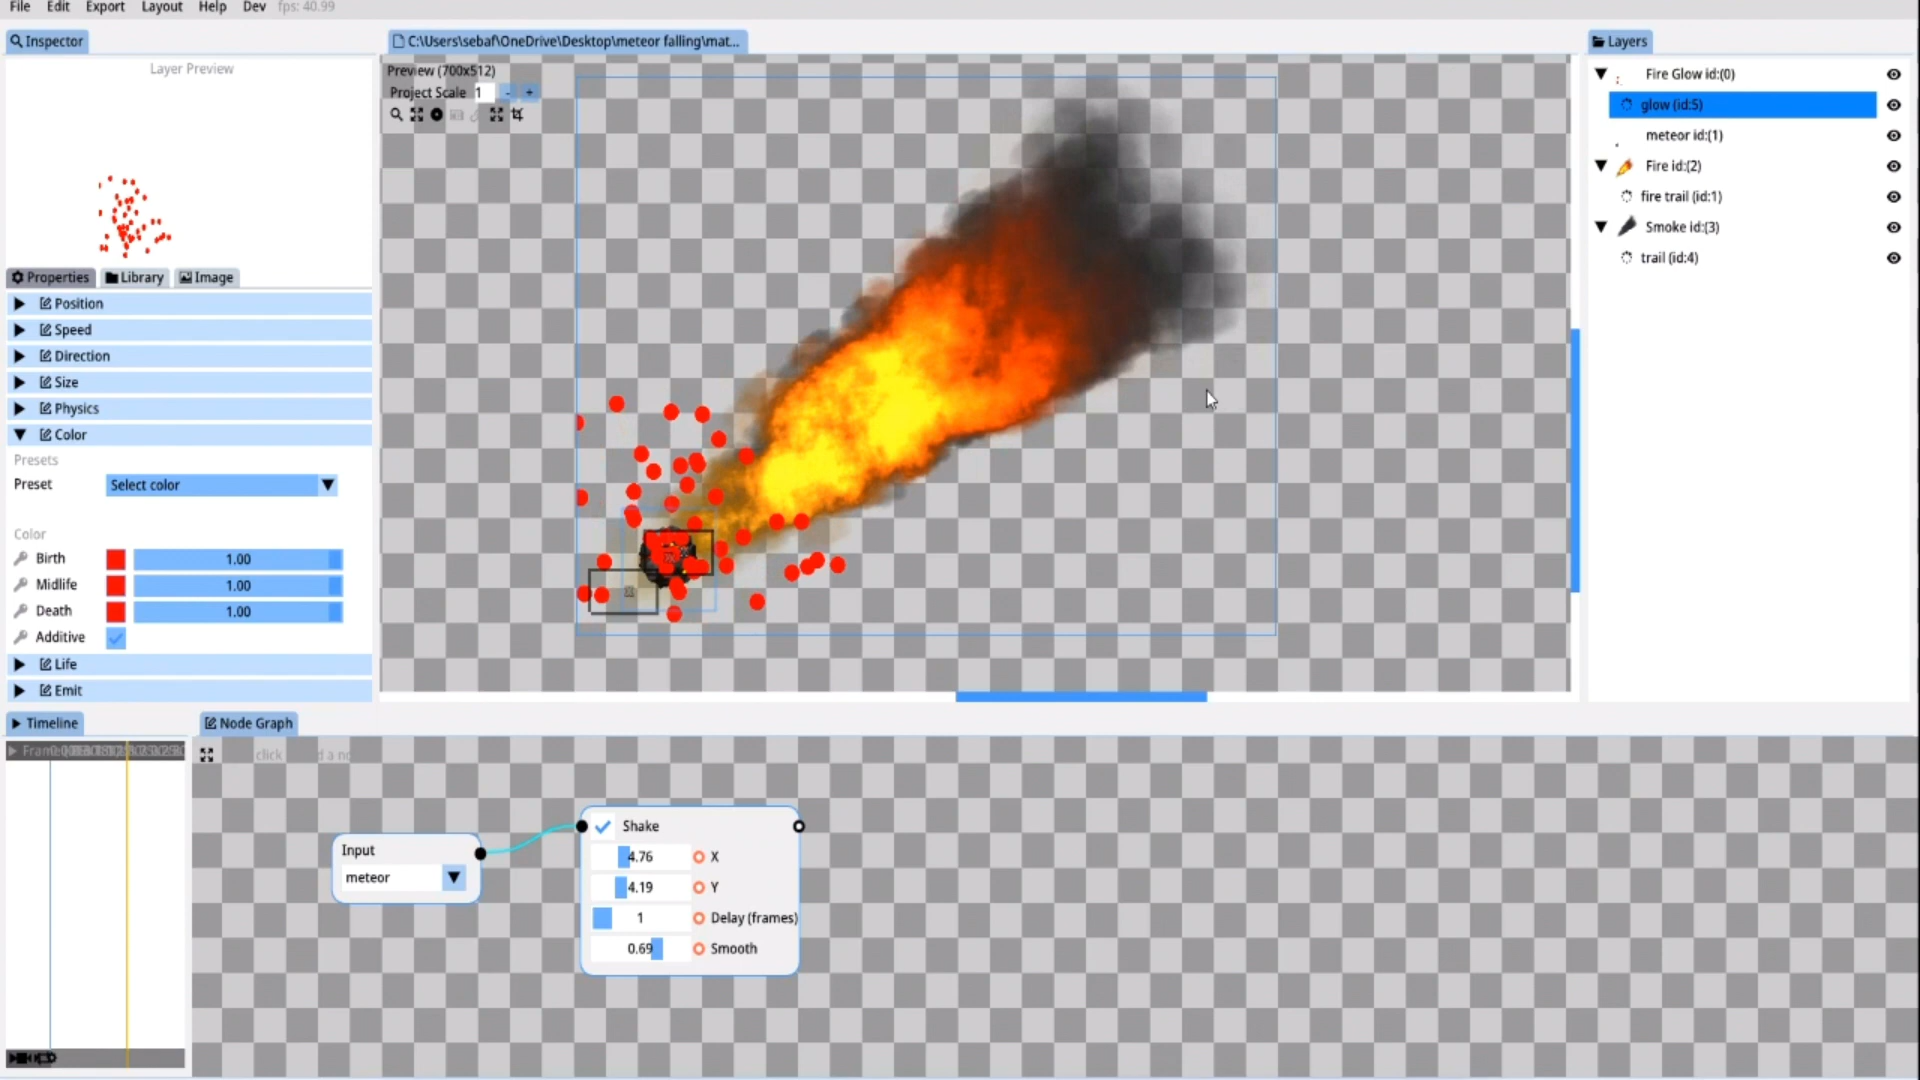 File Edit Export Layout Help Dev fps: 40.99
Inspector
C:\Users\sebaf\OneDrive\Desktop\meteor falling\mat...
Layers
Layer Preview
Preview (700x512)
Project Scale 1 - +
Fire Glow id:(0)
glow (id:5)
meteor id:(1)
Fire id:(2)
fire trail (id:1)
Smoke id:(3)
trail (id:4)
Properties Library Image
Position
Speed
Direction
Size
Physics
Color
Presets
Preset Select color
Color
Birth 1.00
Midlife 1.00
Death 1.00
Additive
Life
Emit
Timeline
Node Graph
Frame
click
Input
meteor
Shake
4.76 X
4.19 Y
1 Delay (frames)
0.69 Smooth